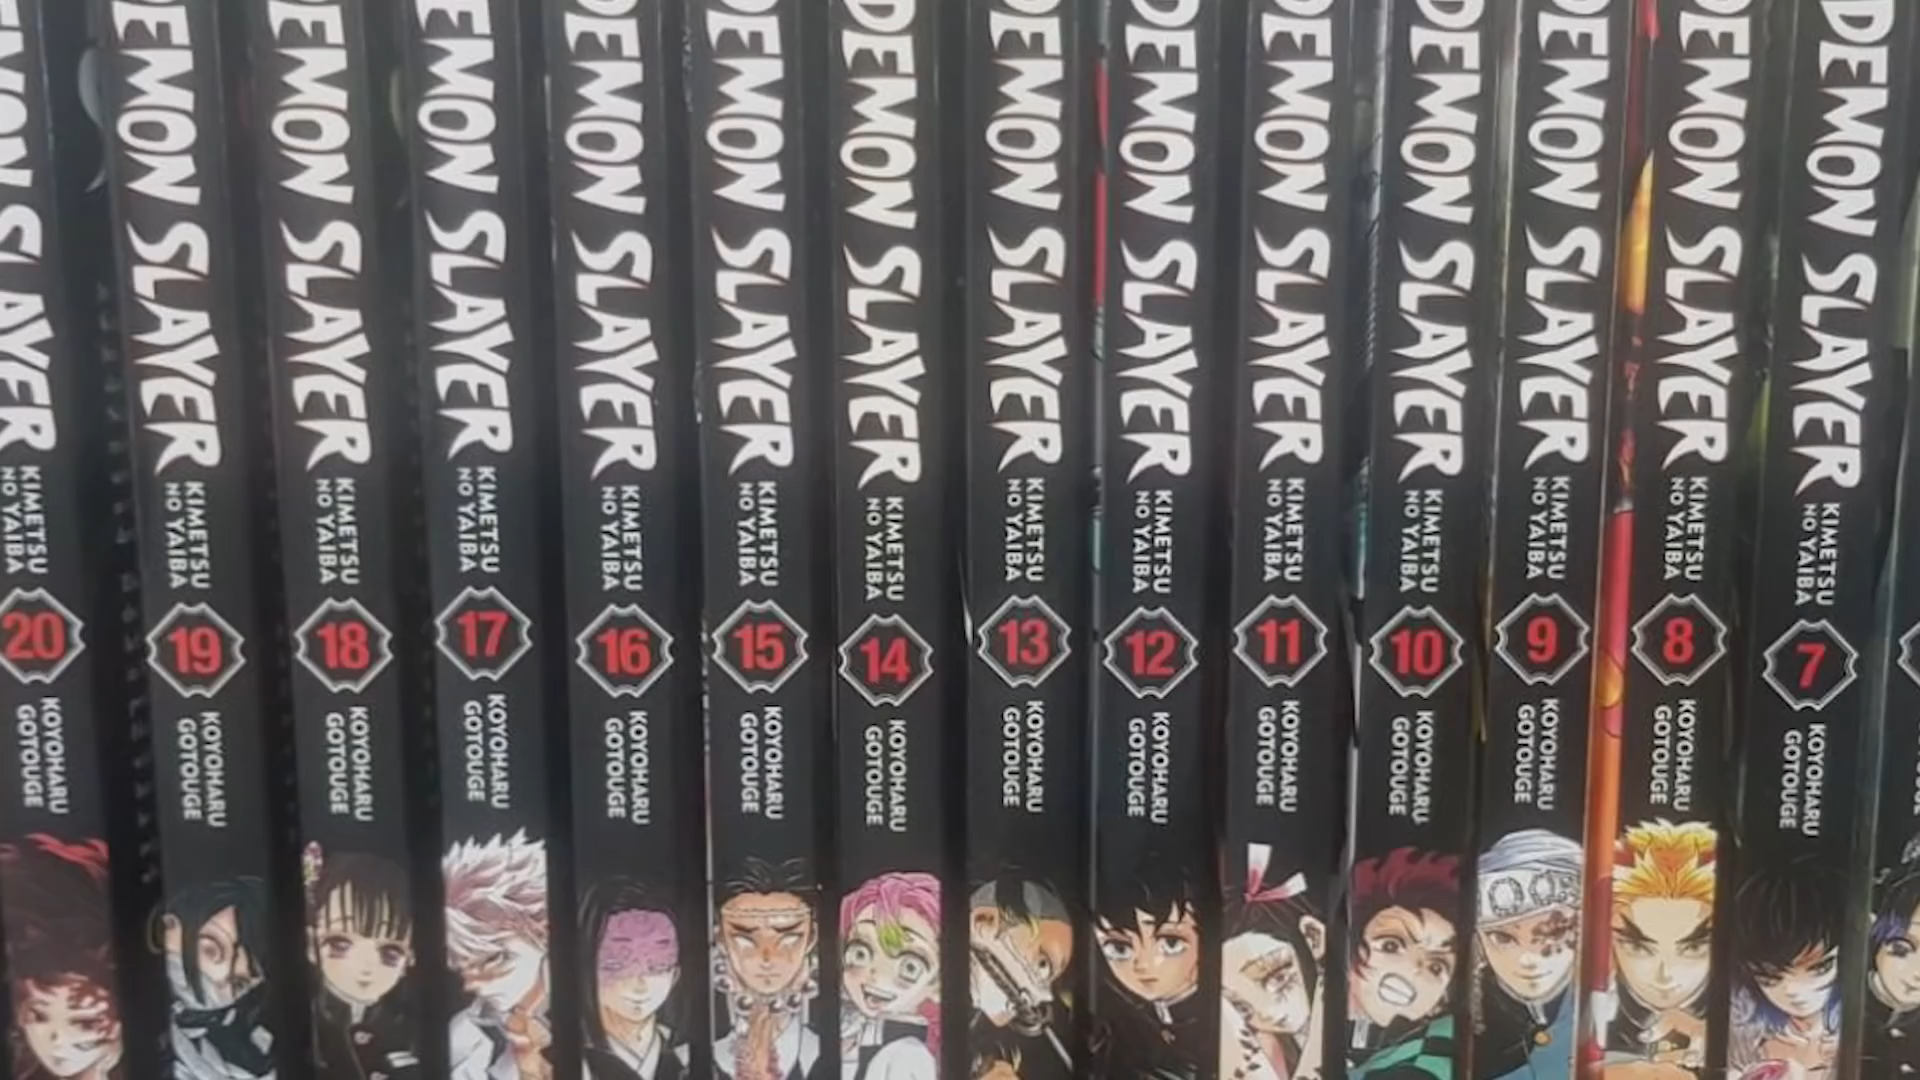 DEMON SLAYER
KIMETSU
NO YAIBA
20
KOYOHARU
GOTOUGE
DEMON SLAYER
KIMETSU
NO YAIBA
19
KOYOHARU
GOTOUGE
DEMON SLAYER
KIMETSU
NO YAIBA
18
KOYOHARU
GOTOUGE
DEMON SLAYER
KIMETSU
NO YAIBA
17
KOYOHARU
GOTOUGE
DEMON SLAYER
KIMETSU
NO YAIBA
16
KOYOHARU
GOTOUGE
DEMON SLAYER
KIMETSU
NO YAIBA
15
KOYOHARU
GOTOUGE
DEMON SLAYER
KIMETSU
NO YAIBA
14
KOYOHARU
GOTOUGE
DEMON SLAYER
KIMETSU
NO YAIBA
13
KOYOHARU
GOTOUGE
DEMON SLAYER
KIMETSU
NO YAIBA
12
KOYOHARU
GOTOUGE
DEMON SLAYER
KIMETSU
NO YAIBA
11
KOYOHARU
GOTOUGE
DEMON SLAYER
KIMETSU
NO YAIBA
10
KOYOHARU
GOTOUGE
DEMON SLAYER
KIMETSU
NO YAIBA
9
KOYOHARU
GOTOUGE
DEMON SLAYER
KIMETSU
NO YAIBA
8
KOYOHARU
GOTOUGE
DEMON SLAYER
KIMETSU
NO YAIBA
7
KOYOHARU
GOTOUGE